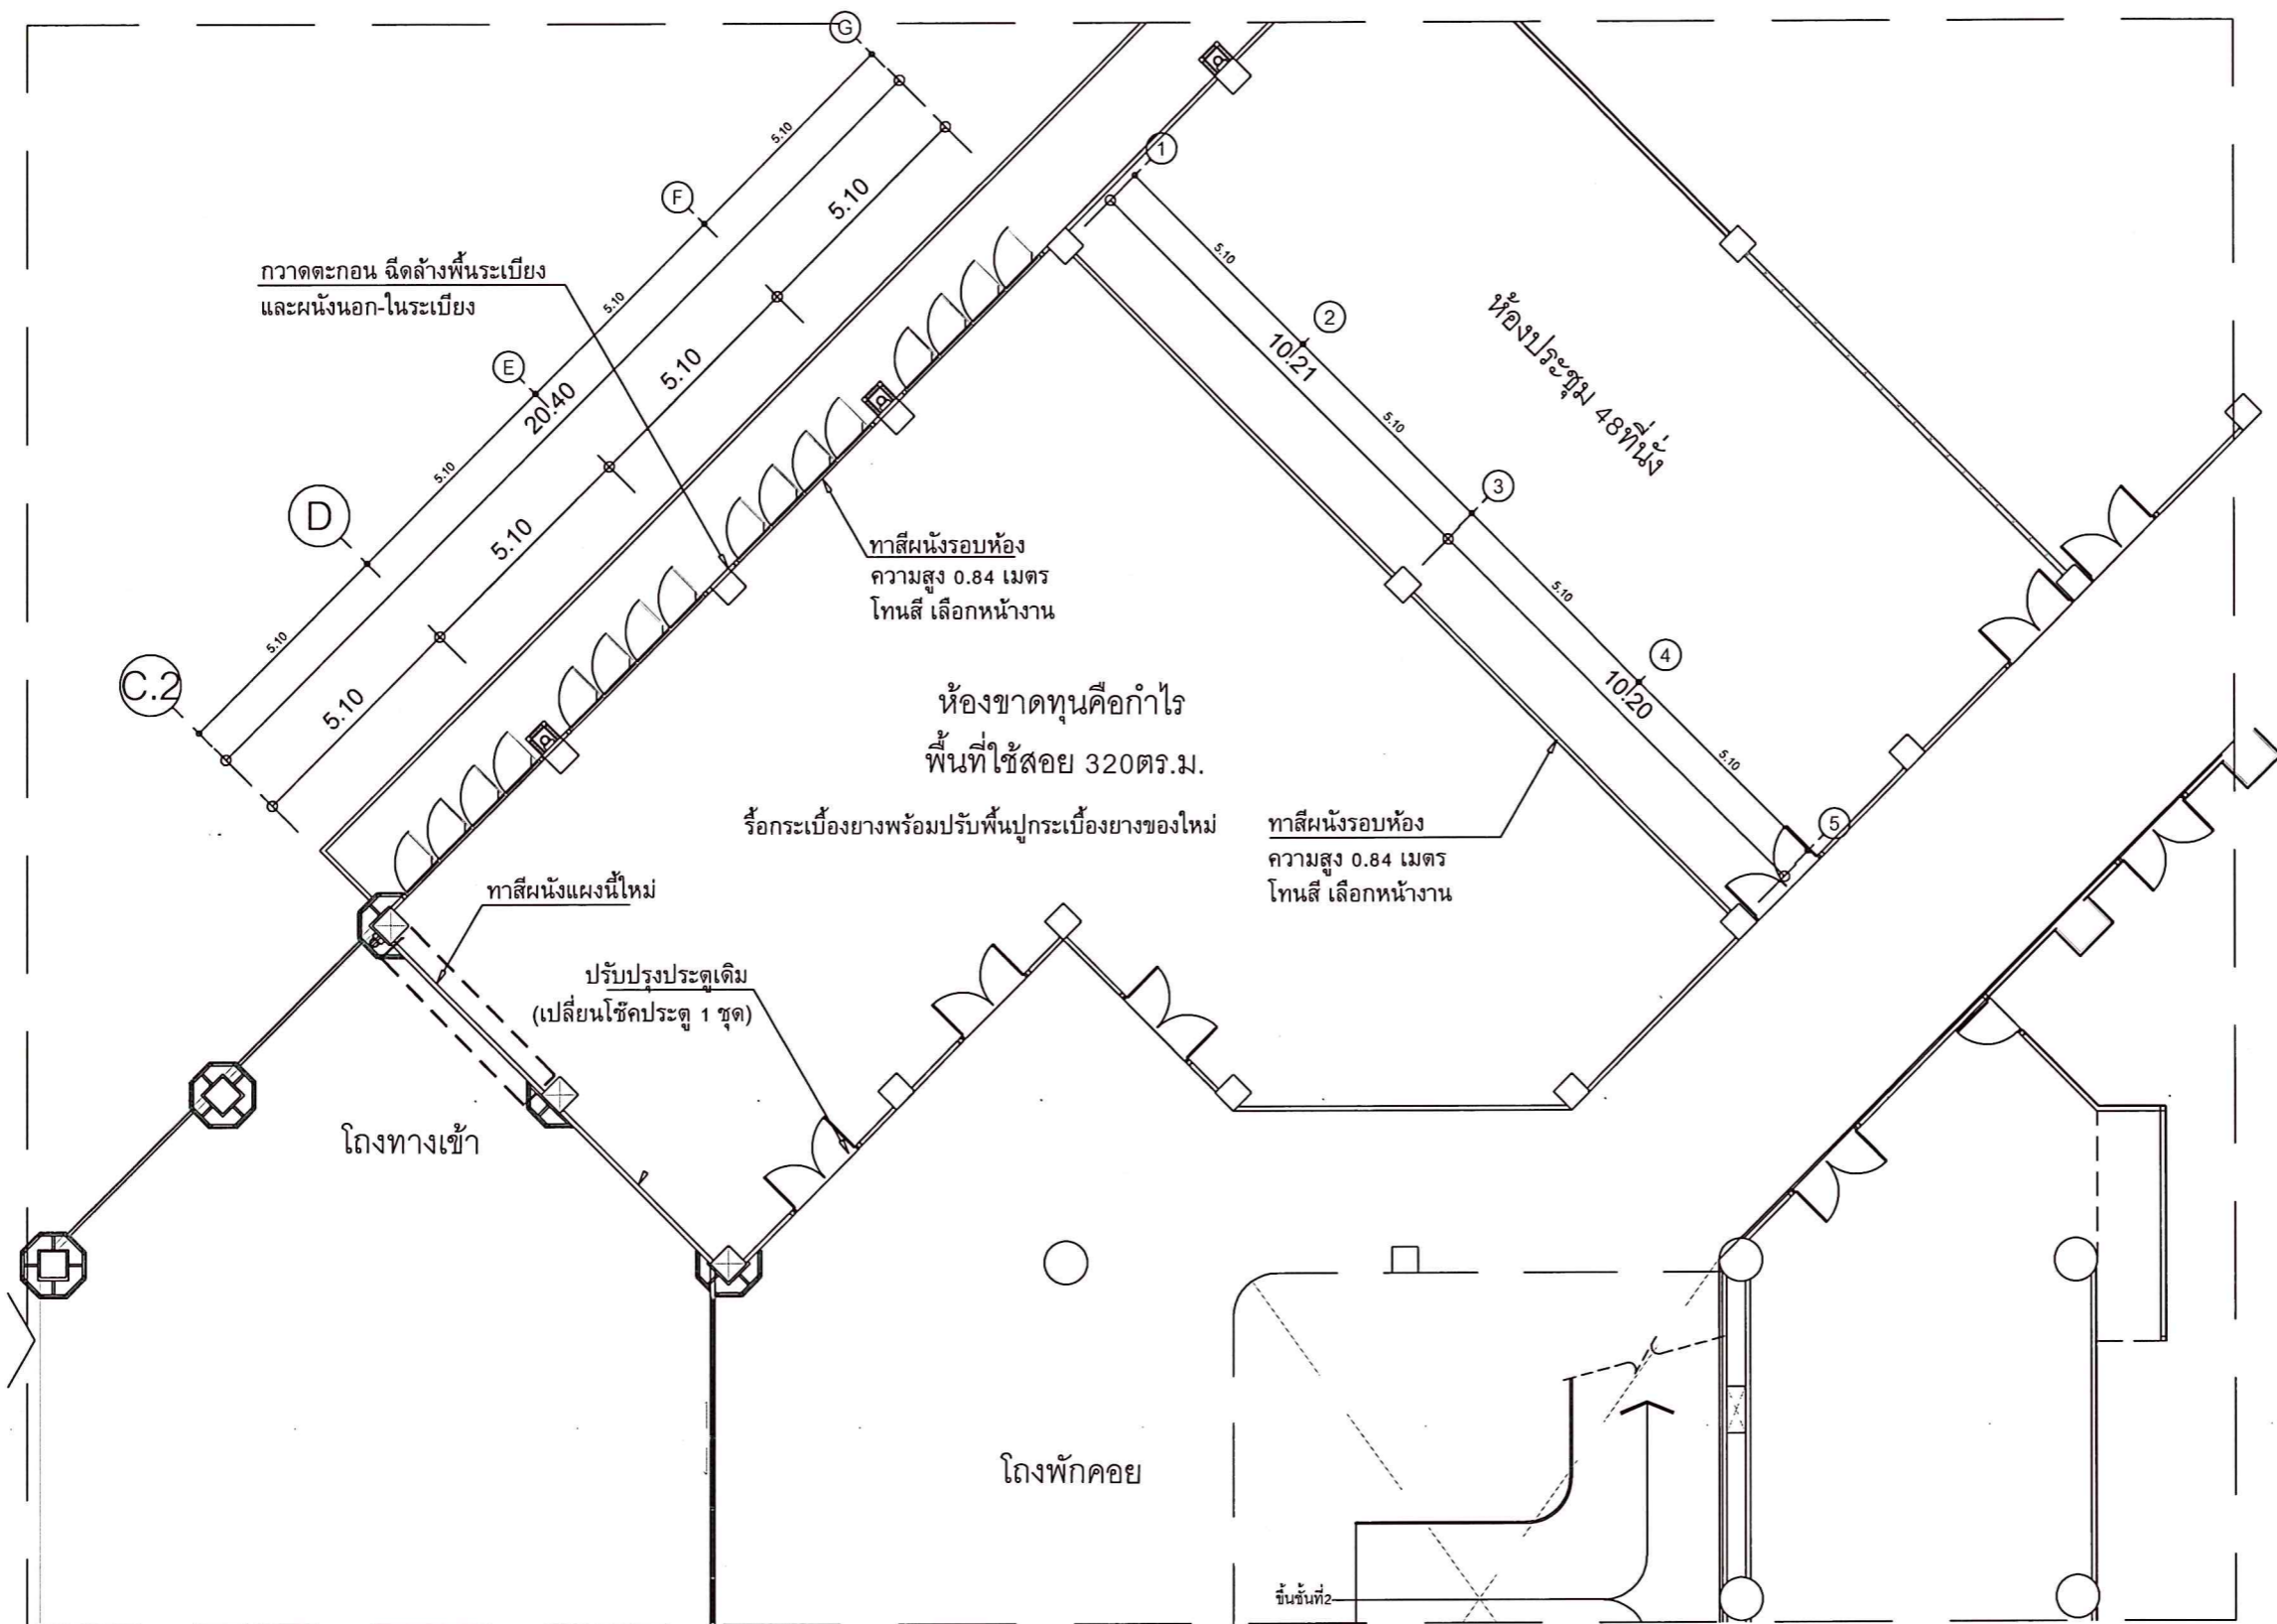 G
5.10
1
F
5.10
5.10
กวาดตะกอน ฉีดล้างพื้นระเบียง
และผนังนอก-ในระเบียง
5.10
2
10.21
ห้องประชุม 48ที่นั่ง
E
20.40
5.10
5.10
5.10
3
D
5.10
ทาสีผนังรอบห้อง
ความสูง 0.84 เมตร
โทนสี เลือกหน้างาน
5.10
C.2
5.10
5.10
4
10.20
ห้องขาดทุนคือกำไร
พื้นที่ใช้สอย 320ตร.ม.
รื้อกระเบื้องยางพร้อมปรับพื้นปูกระเบื้องยางของใหม่
5.10
5
ทาสีผนังรอบห้อง
ความสูง 0.84 เมตร
โทนสี เลือกหน้างาน
ทาสีผนังแผงนี้ใหม่
ปรับปรุงประตูเดิม
(เปลี่ยนโช๊คประตู 1 ชุด)
โถงทางเข้า
โถงพักคอย
ขึ้นชั้นที่2